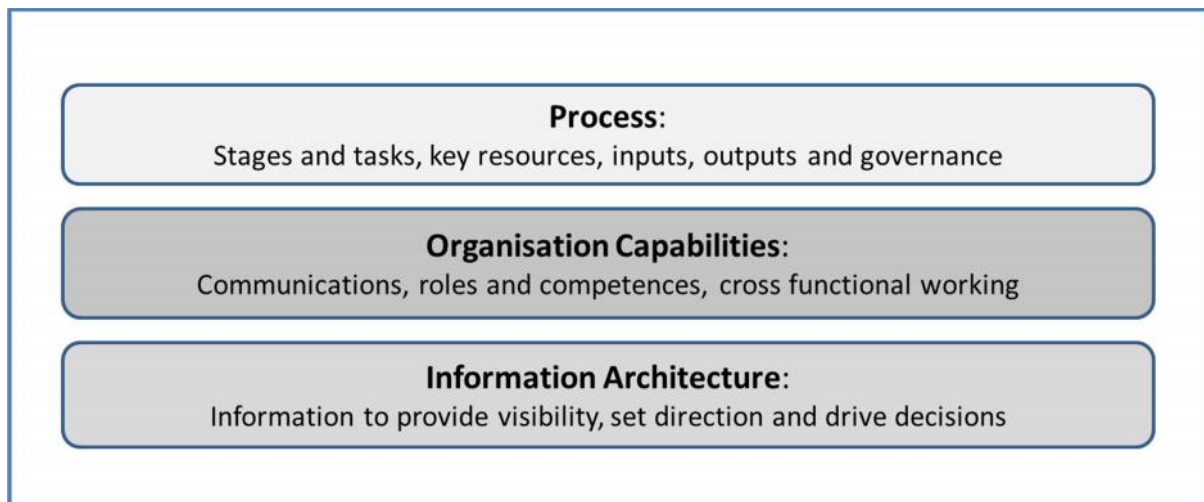 Process:
Stages and tasks, key resources, inputs, outputs and governance
Organisation Capabilities:
Communications, roles and competences, cross functional working
Information Architecture:
Information to provide visibility, set direction and drive decisions